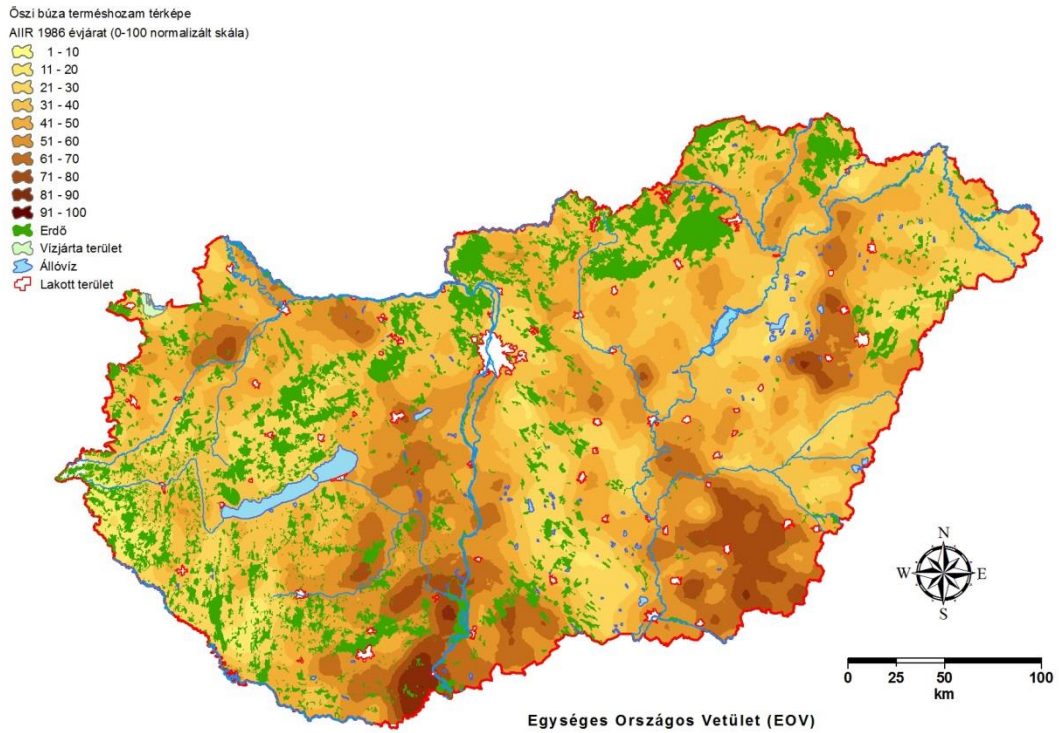 Őszi búza terméshozam térképe
AIIR 1986 évjárat (0-100 normalizált skála)
1 - 10
11 - 20
21 - 30
31 - 40
41 - 50
51 - 60
61 - 70
71 - 80
81 - 90
91 - 100
Erdő
Vízjárta terület
Állóvíz
Lakott terület
N
W E
S
0 25 50 100
km
Egységes Országos Vetület (EOV)